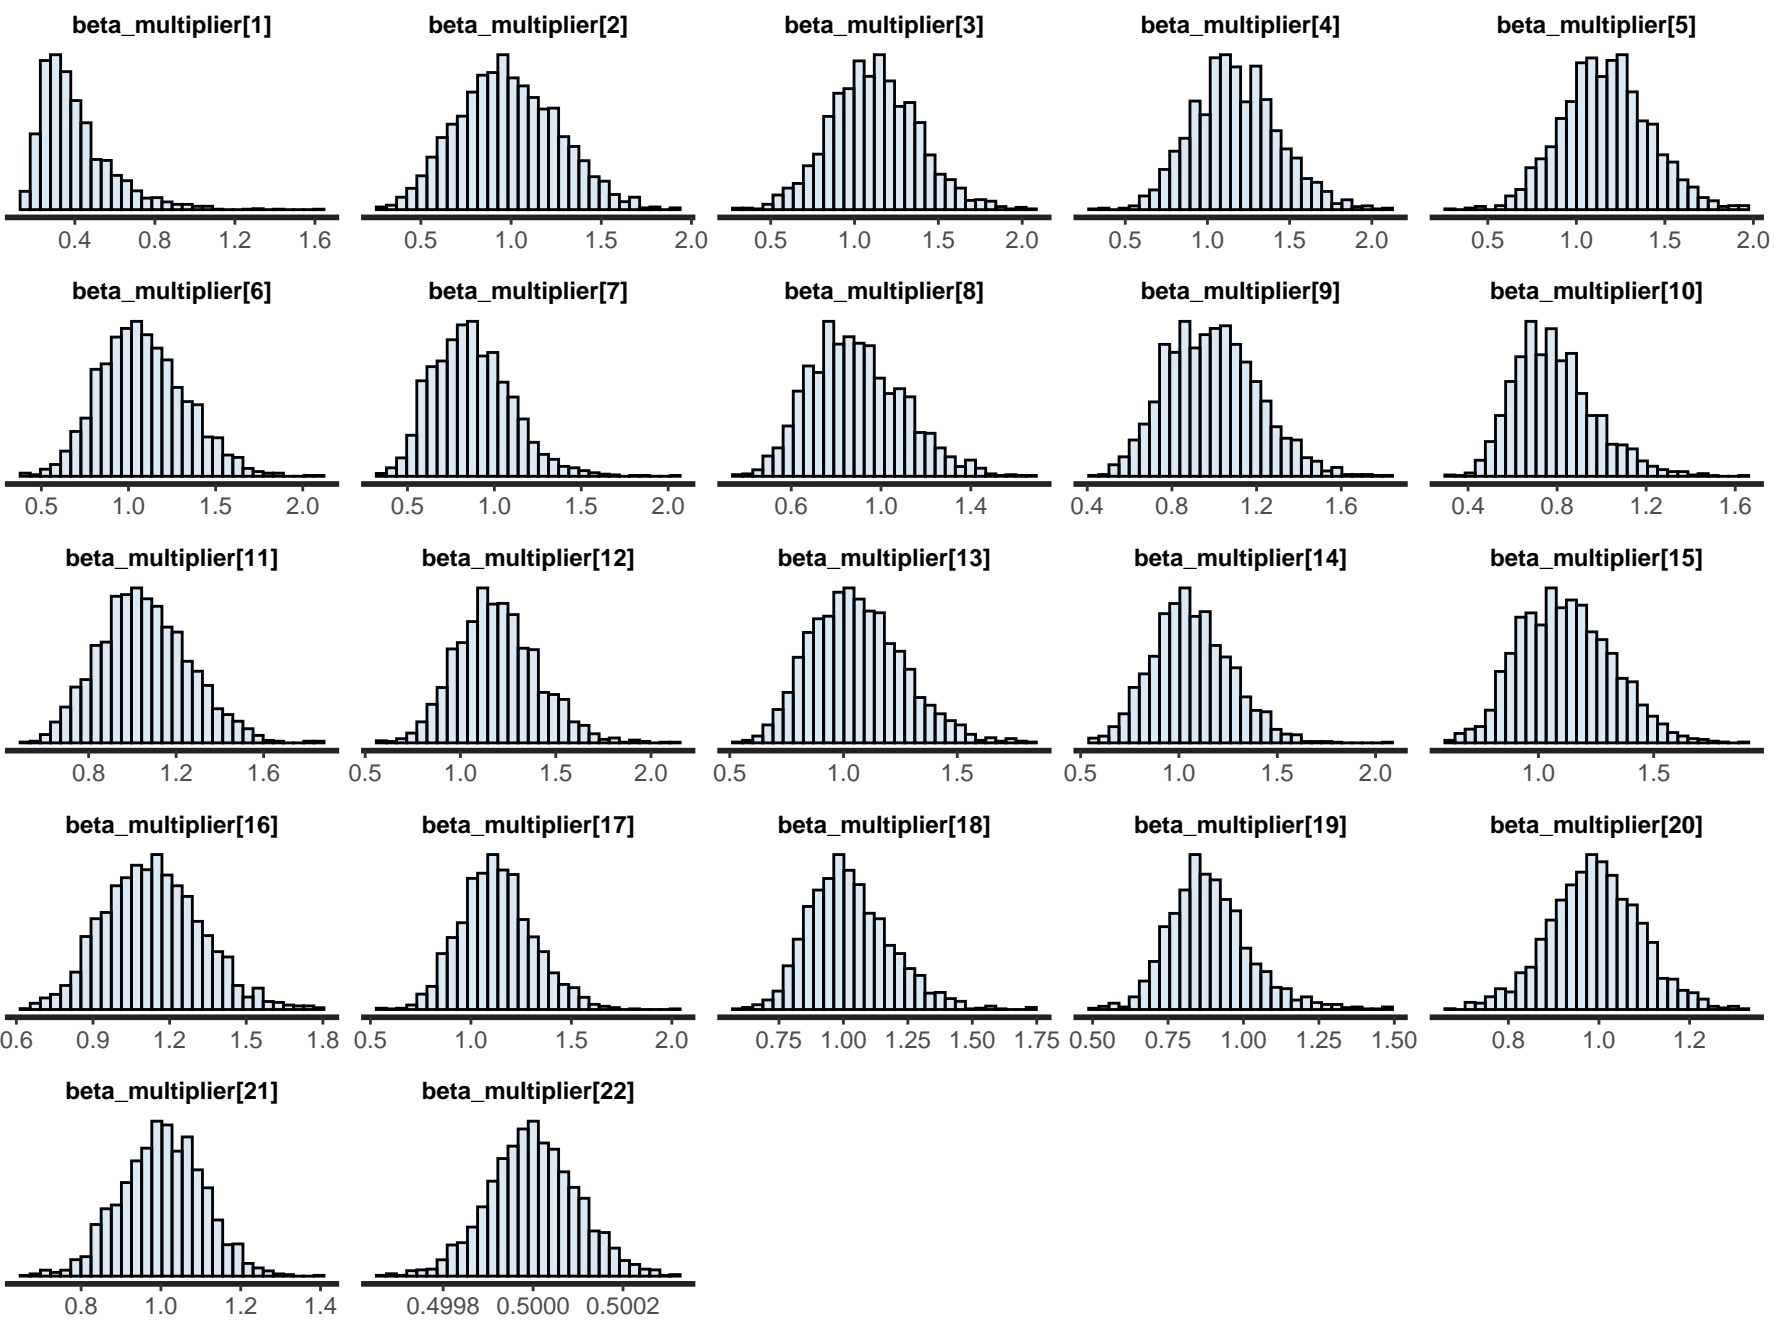 beta_multiplier[1] beta_multiplier[2] beta_multiplier[3] beta_multiplier[4] beta_multiplier[5]
0.4 0.8 1.2 1.6 0.5 1.0 1.5 2.0 0.5 1.0 1.5 2.0 0.5 1.0 1.5 2.0 0.5 1.0 1.5 2.0
beta_multiplier[6] beta_multiplier[7] beta_multiplier[8] beta_multiplier[9] beta_multiplier[10]
0.5 1.0 1.5 2.0 0.5 1.0 1.5 2.0 0.6 1.0 1.4 0.4 0.8 1.2 1.6 0.4 0.8 1.2 1.6
beta_multiplier[11] beta_multiplier[12] beta_multiplier[13] beta_multiplier[14] beta_multiplier[15]
0.8 1.2 1.6 0.5 1.0 1.5 2.0 0.5 1.0 1.5 0.5 1.0 1.5 2.0 1.0 1.5
beta_multiplier[16] beta_multiplier[17] beta_multiplier[18] beta_multiplier[19] beta_multiplier[20]
0.6 0.9 1.2 1.5 1.8 0.5 1.0 1.5 2.0 0.75 1.00 1.25 1.50 1.75 0.50 0.75 1.00 1.25 1.50 0.8 1.0 1.2
beta_multiplier[21] beta_multiplier[22]
0.8 1.0 1.2 1.4 0.4998 0.5000 0.5002